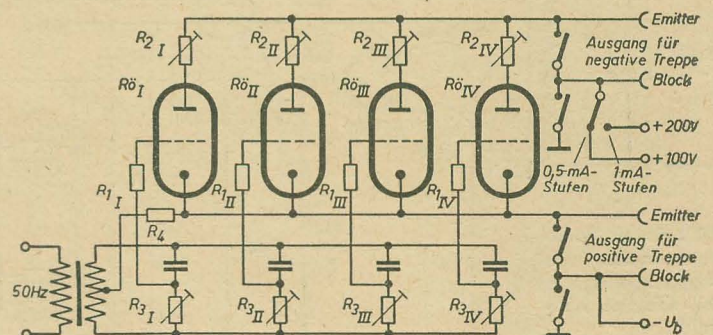 Emitter
R2 I
R2 II
R2 III
R2 IV
Ausgang für
negative Treppe
Block
Rö I
Rö II
Rö III
Rö IV
+200V
+100V
0,5-mA-
Stufen
1mA-
Stufen
R1 I
R1 II
R1 III
R1 IV
R4
Emitter
Ausgang für
positive Treppe
Block
50Hz
R3 I
R3 II
R3 III
R3 IV
-Ub